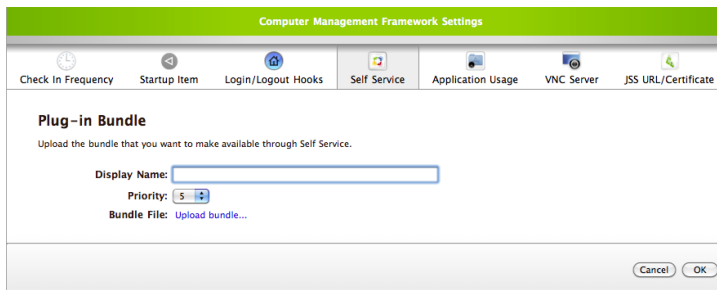 Computer Management Framework Settings
Check In Frequency Startup Item Login/Logout Hooks Self Service Application Usage VNC Server JSS URL/Certificate
Plug-in Bundle
Upload the bundle that you want to make available through Self Service.
Display Name:
Priority: 5
Bundle File: Upload bundle...
Cancel OK